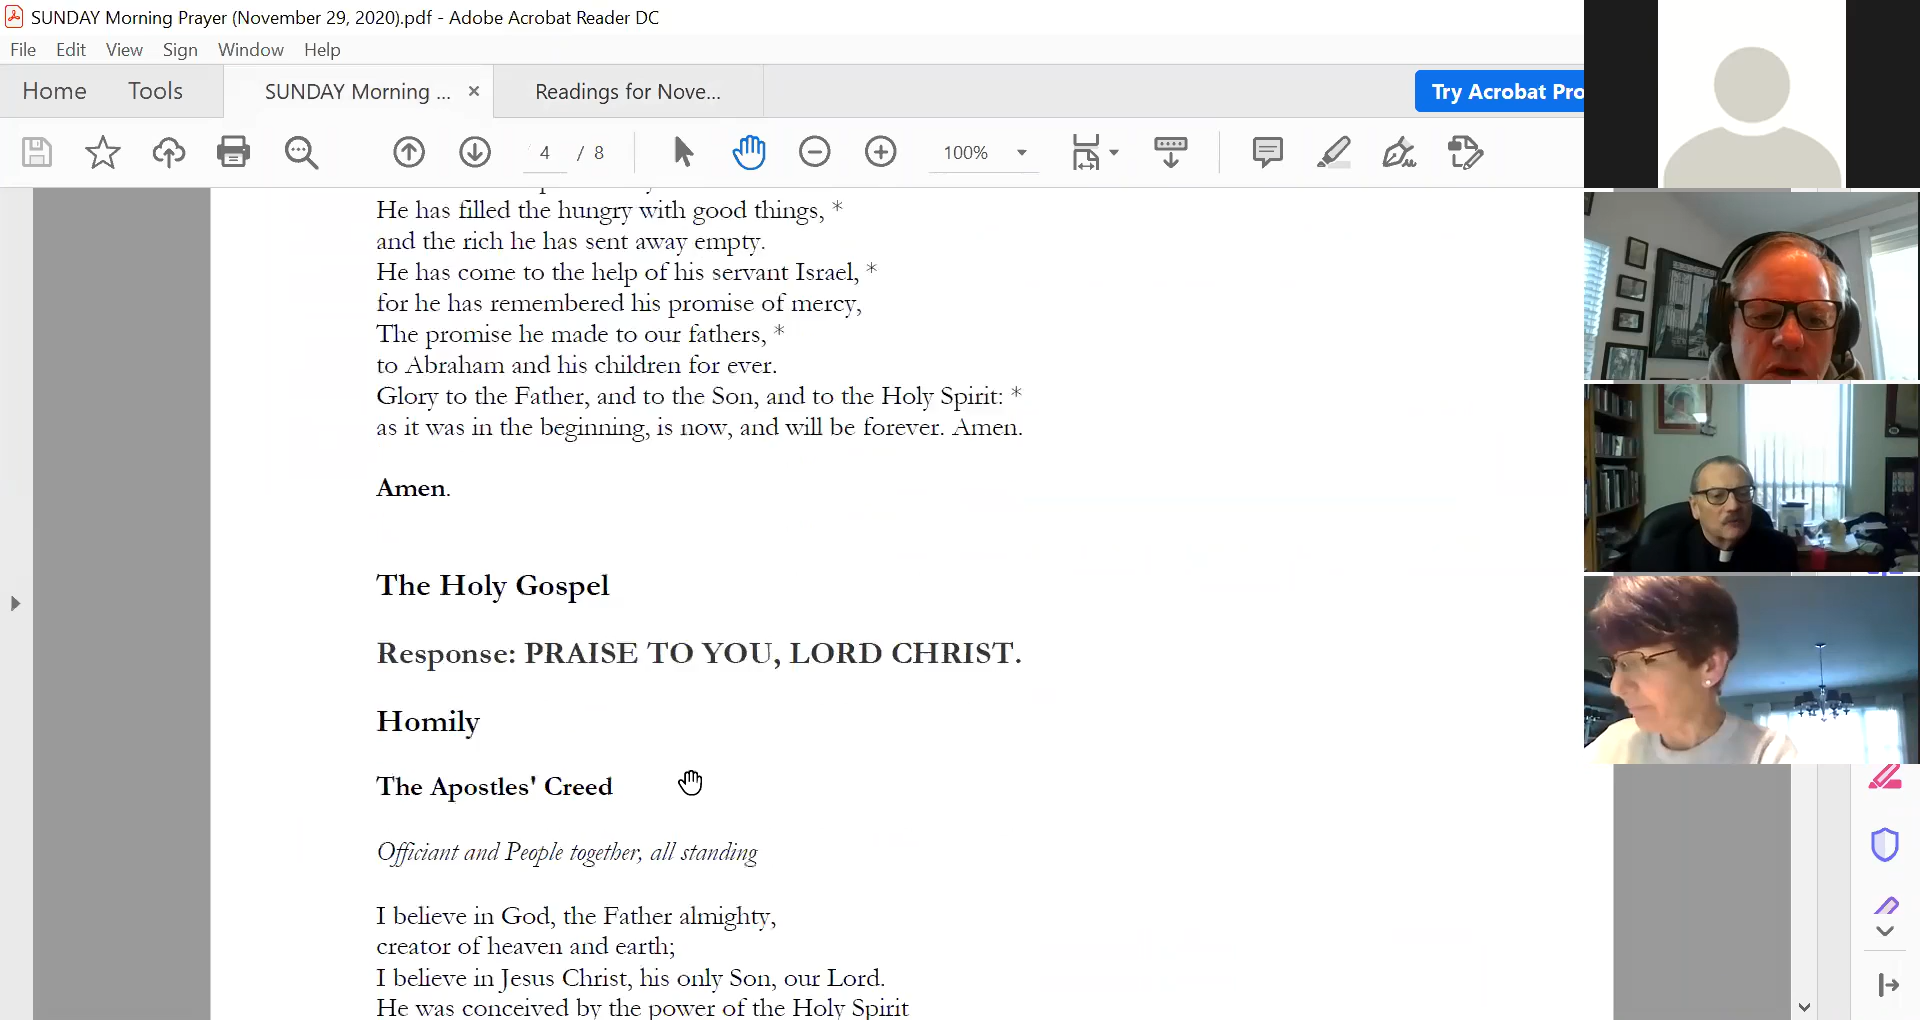 SUNDAY Morning Prayer (November 29, 2020).pdf - Adobe Acrobat Reader DC
File Edit View Sign Window Help
Home Tools SUNDAY Morning ... × Readings for Nove... Try Acrobat Pro
4 / 8 100%
He has filled the hungry with good things, *
and the rich he has sent away empty.
He has come to the help of his servant Israel, *
for he has remembered his promise of mercy,
The promise he made to our fathers, *
to Abraham and his children for ever.
Glory to the Father, and to the Son, and to the Holy Spirit: *
as it was in the beginning, is now, and will be forever. Amen.
Amen.
The Holy Gospel
Response: PRAISE TO YOU, LORD CHRIST.
Homily
The Apostles' Creed
Officiant and People together, all standing
I believe in God, the Father almighty,
creator of heaven and earth;
I believe in Jesus Christ, his only Son, our Lord.
He was conceived by the power of the Holy Spirit